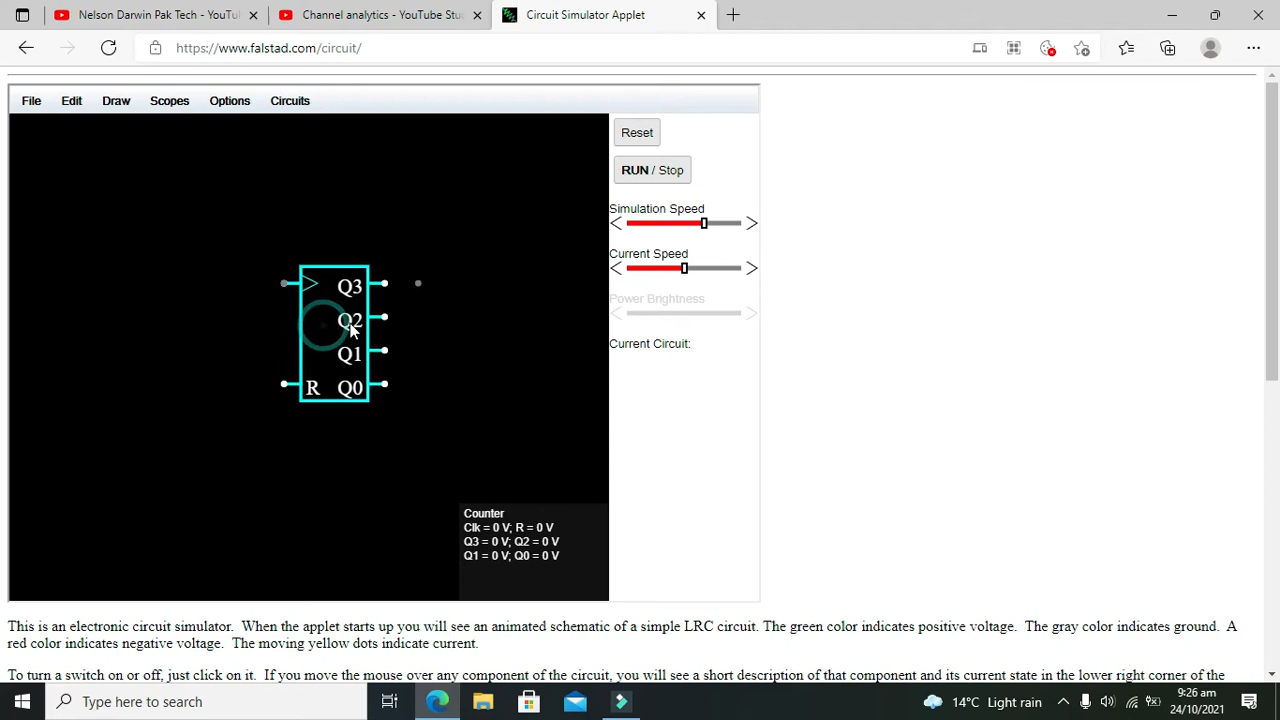 Nelson Darwin Pak Tech - YouTu
Channel analytics - YouTube Stu
Circuit Simulator Applet
https://www.falstad.com/circuit/
File Edit Draw Scopes Options Circuits
Reset
RUN / Stop
Simulation Speed
Current Speed
Power Brightness
Current Circuit:
Q3
Q2
Q1
R Q0
Counter
Clk = 0 V; R = 0 V
Q3 = 0 V; Q2 = 0 V
Q1 = 0 V; Q0 = 0 V
This is an electronic circuit simulator. When the applet starts up you will see an animated schematic of a simple LRC circuit. The green color indicates positive voltage. The gray color indicates ground. A
red color indicates negative voltage. The moving yellow dots indicate current.
To turn a switch on or off, just click on it. If you move the mouse over any component of the circuit, you will see a short description of that component and its current state in the lower right corner of the
Type here to search
14°C Light rain
9:26 am
24/10/2021